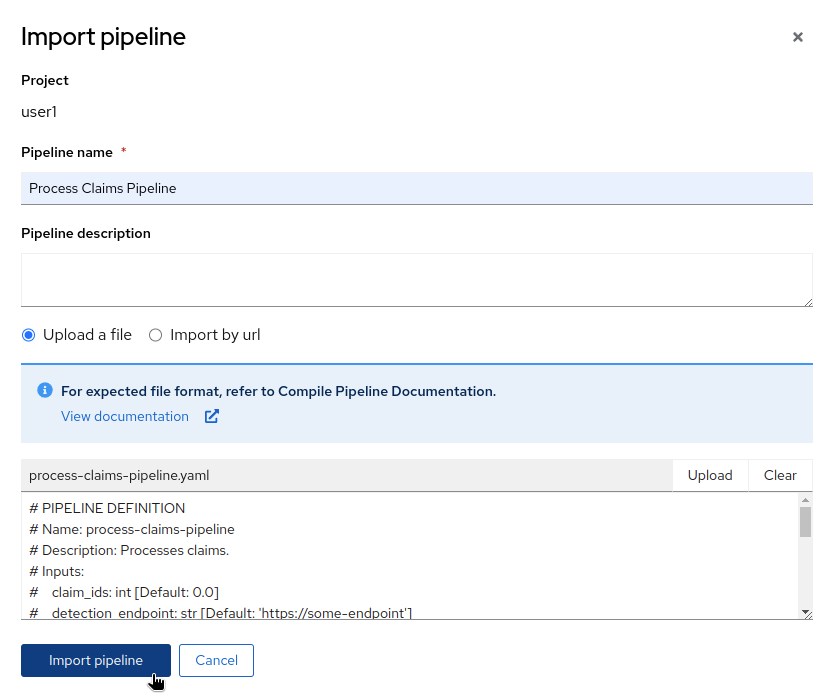 Import pipeline
Project
user1
Pipeline name *
Process Claims Pipeline
Pipeline description
Upload a file Import by url
For expected file format, refer to Compile Pipeline Documentation.
View documentation
process-claims-pipeline.yaml Upload Clear
# PIPELINE DEFINITION
# Name: process-claims-pipeline
# Description: Processes claims.
# Inputs:
#    claim_ids: int [Default: 0.0]
#    detection_endpoint: str [Default: 'https://some-endpoint']
Import pipeline Cancel